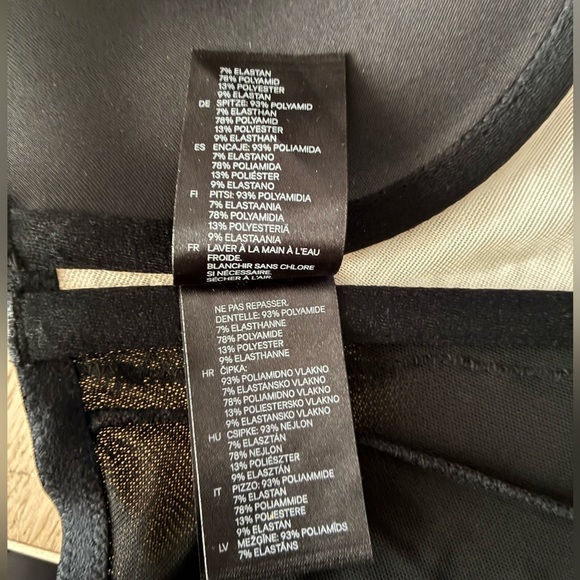 7% ELASTAN
78% POLYAMID
13% POLYESTER
9% ELASTAN
DE SPITZE: 93% POLYAMID
7% ELASTHAN
78% POLYAMID
13% POLYESTER
9% ELASTHAN
ES ENCAJE: 93% POLIAMIDA
7% ELASTANO
78% POLIAMIDA
13% POLIÉSTER
9% ELASTANO
FI PITSI: 93% POLYAMIDIA
7% ELASTAANIA
78% POLYAMIDIA
13% POLYESTERIÄ
9% ELASTAANIA
FR LAVER À LA MAIN À L'EAU
FROIDE.
BLANCHIR SANS CHLORE
SI NÉCESSAIRE.
SÉCHER À L'AIR.
NE PAS REPASSER.
DENTELLE: 93% POLYAMIDE
7% ELASTHANNE
78% POLYAMIDE
13% POLYESTER
9% ELASTHANNE
HR ČIPKA:
93% POLIAMIDNO VLAKNO
7% ELASTANSKO VLAKNO
78% POLIAMIDNO VLAKNO
13% POLIESTERSKO VLAKNO
9% ELASTANSKO VLAKNO
HU CSIPKE: 93% NEJLON
7% ELASZTÁN
78% NEJLON
13% POLIÉSZTER
9% ELASZTÁN
IT PIZZO: 93% POLIAMMIDE
7% ELASTAN
78% POLIAMMIDE
13% POLIESTERE
9% ELASTAN
LV MEŽĢĪNE: 93% POLIAMĪDS
7% ELASTĀNS